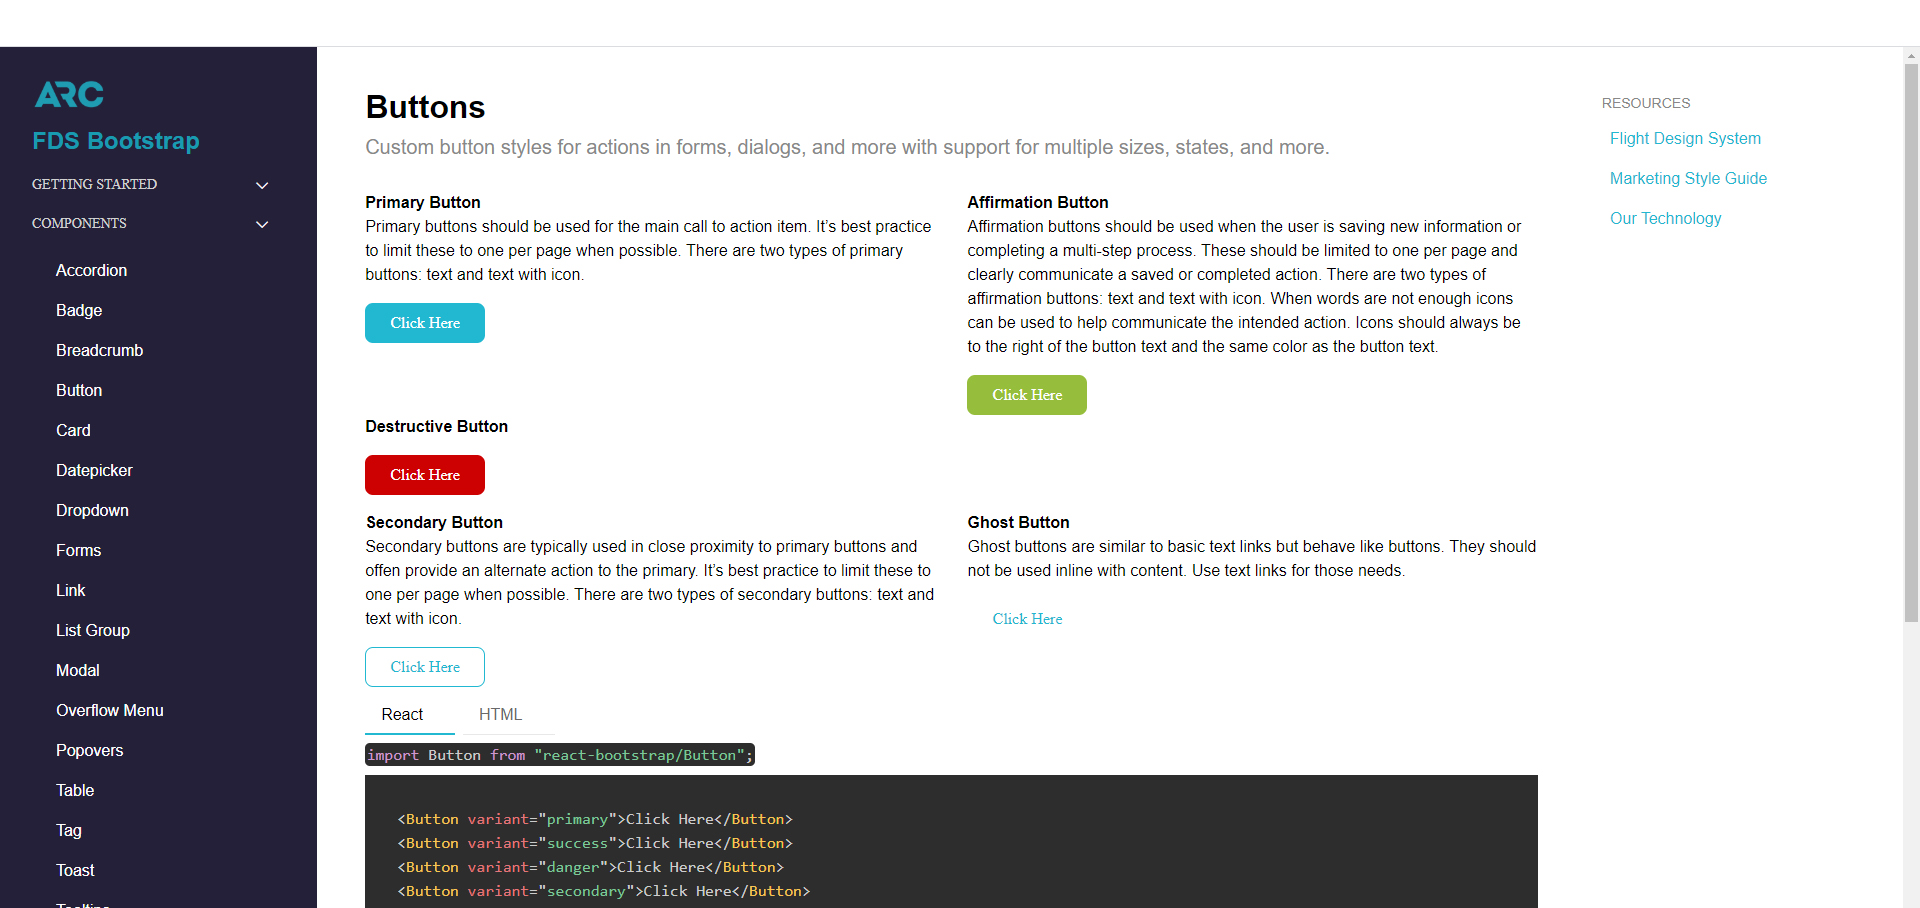 ARC
FDS Bootstrap
GETTING STARTED
COMPONENTS
Accordion
Badge
Breadcrumb
Button
Card
Datepicker
Dropdown
Forms
Link
List Group
Modal
Overflow Menu
Popovers
Table
Tag
Toast
Tooltips
Buttons
Custom button styles for actions in forms, dialogs, and more with support for multiple sizes, states, and more.
Primary Button
Primary buttons should be used for the main call to action item. It’s best practice
to limit these to one per page when possible. There are two types of primary
buttons: text and text with icon.
Click Here
Affirmation Button
Affirmation buttons should be used when the user is saving new information or
completing a multi-step process. These should be limited to one per page and
clearly communicate a saved or completed action. There are two types of
affirmation buttons: text and text with icon. When words are not enough icons
can be used to help communicate the intended action. Icons should always be
to the right of the button text and the same color as the button text.
Click Here
Destructive Button
Click Here
Secondary Button
Secondary buttons are typically used in close proximity to primary buttons and
offen provide an alternate action to the primary. It’s best practice to limit these to
one per page when possible. There are two types of secondary buttons: text and
text with icon.
Click Here
Ghost Button
Ghost buttons are similar to basic text links but behave like buttons. They should
not be used inline with content. Use text links for those needs.
Click Here
React
HTML
import Button from "react-bootstrap/Button";
<Button variant="primary">Click Here</Button>
<Button variant="success">Click Here</Button>
<Button variant="danger">Click Here</Button>
<Button variant="secondary">Click Here</Button>
RESOURCES
Flight Design System
Marketing Style Guide
Our Technology